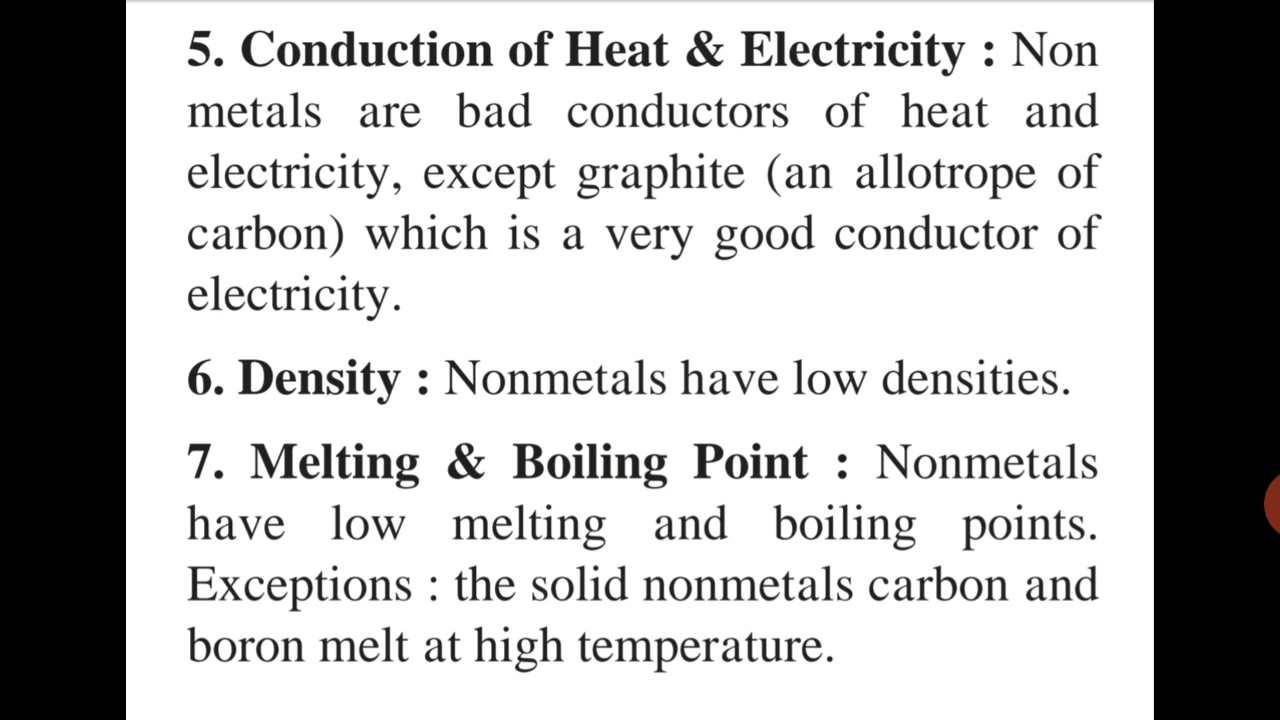 5. Conduction of Heat & Electricity : Non
metals are bad conductors of heat and
electricity, except graphite (an allotrope of
carbon) which is a very good conductor of
electricity.
6. Density : Nonmetals have low densities.
7. Melting & Boiling Point : Nonmetals
have low melting and boiling points.
Exceptions : the solid nonmetals carbon and
boron melt at high temperature.